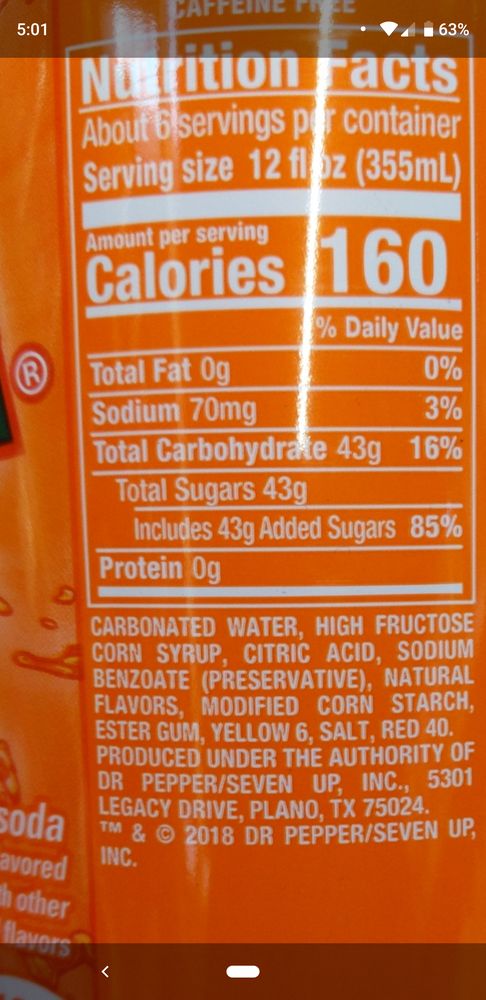 5:01
63%
CAFFEINE FREE
Nutrition Facts
About 6 servings per container
Serving size 12 fl oz (355mL)
Amount per serving
Calories 160
% Daily Value
Total Fat 0g 0%
Sodium 70mg 3%
Total Carbohydrate 43g 16%
Total Sugars 43g
Includes 43g Added Sugars 85%
Protein 0g
®
CARBONATED WATER, HIGH FRUCTOSE
CORN SYRUP, CITRIC ACID, SODIUM
BENZOATE (PRESERVATIVE), NATURAL
FLAVORS, MODIFIED CORN STARCH,
ESTER GUM, YELLOW 6, SALT, RED 40.
PRODUCED UNDER THE AUTHORITY OF
DR PEPPER/SEVEN UP, INC., 5301
LEGACY DRIVE, PLANO, TX 75024.
™ & © 2018 DR PEPPER/SEVEN UP,
INC.
soda
avored
h other
flavors